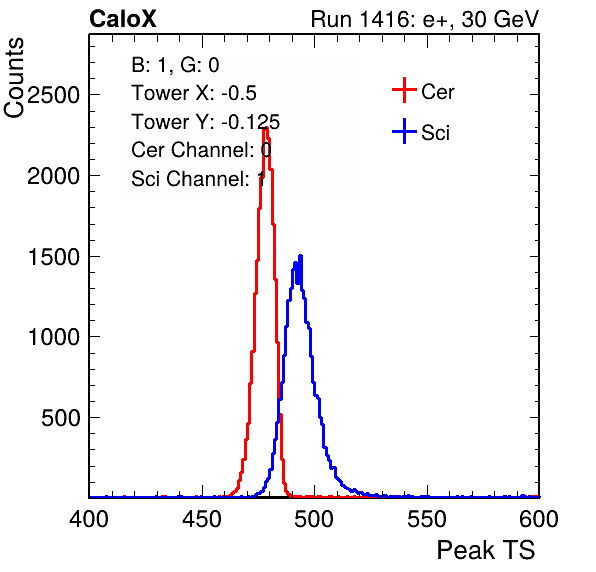 CaloX Run 1416: e+, 30 GeV
Counts
B: 1, G: 0
Tower X: -0.5
Tower Y: -0.125
Cer Channel: 0
Sci Channel: 1
Cer
Sci
2500
2000
1500
1000
500
400 450 500 550 600
Peak TS